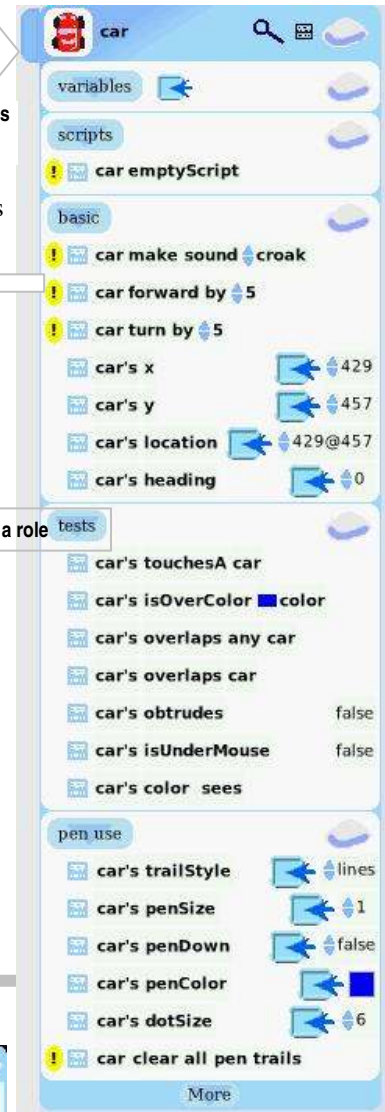 car
variables
s
scripts
car emptyScript
s
basic
car make sound croak
car forward by 5
car turn by 5
car's x 429
car's y 457
car's location 429@457
car's heading 0
a role
tests
car's touchesA car
car's isOverColor color
car's overlaps any car
car's overlaps car
car's obtrudes false
car's isUnderMouse false
car's color sees
pen use
car's trailStyle lines
car's penSize 1
car's penDown false
car's penColor
car's dotSize 6
car clear all pen trails
More